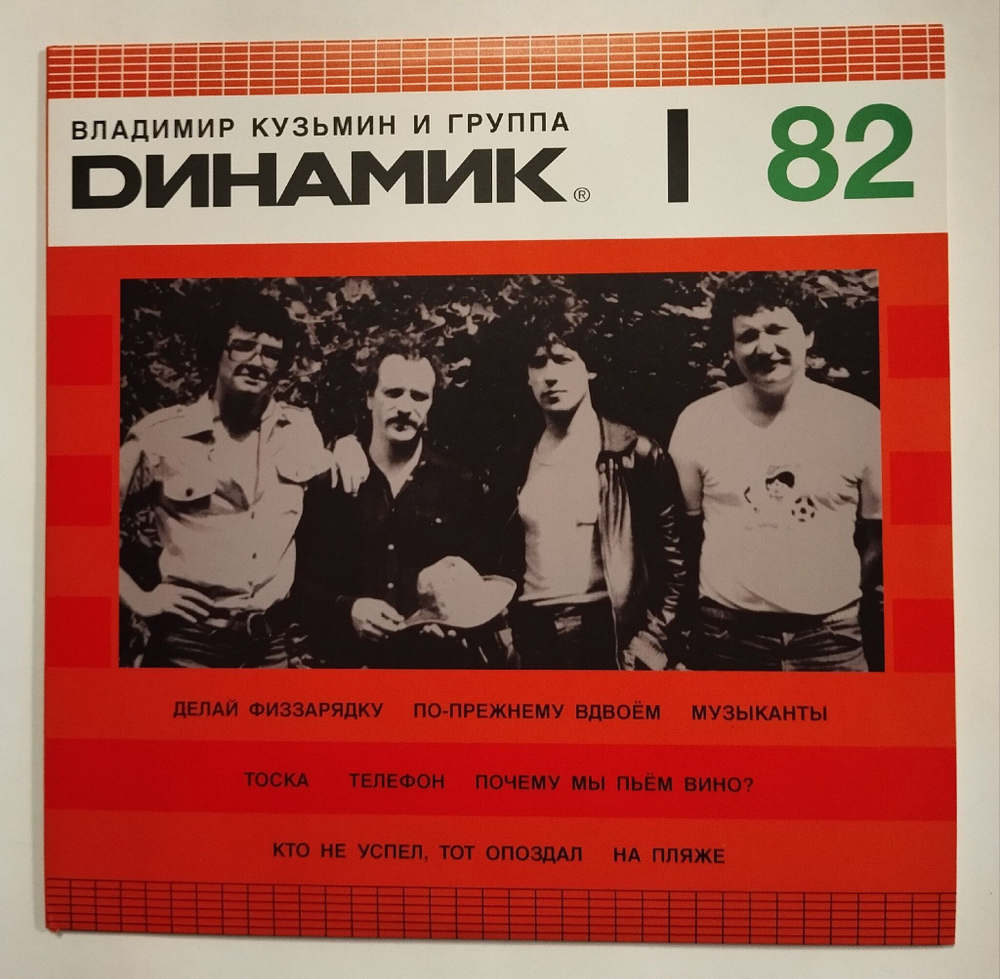 ВЛАДИМИР КУЗЬМИН И ГРУППА
DИНАМИК® I 82
ДЕЛАЙ ФИЗЗАРЯДКУ ПО-ПРЕЖНЕМУ ВДВОЁМ МУЗЫКАНТЫ
ТОСКА ТЕЛЕФОН ПОЧЕМУ МЫ ПЬЁМ ВИНО?
КТО НЕ УСПЕЛ, ТОТ ОПОЗДАЛ НА ПЛЯЖЕ